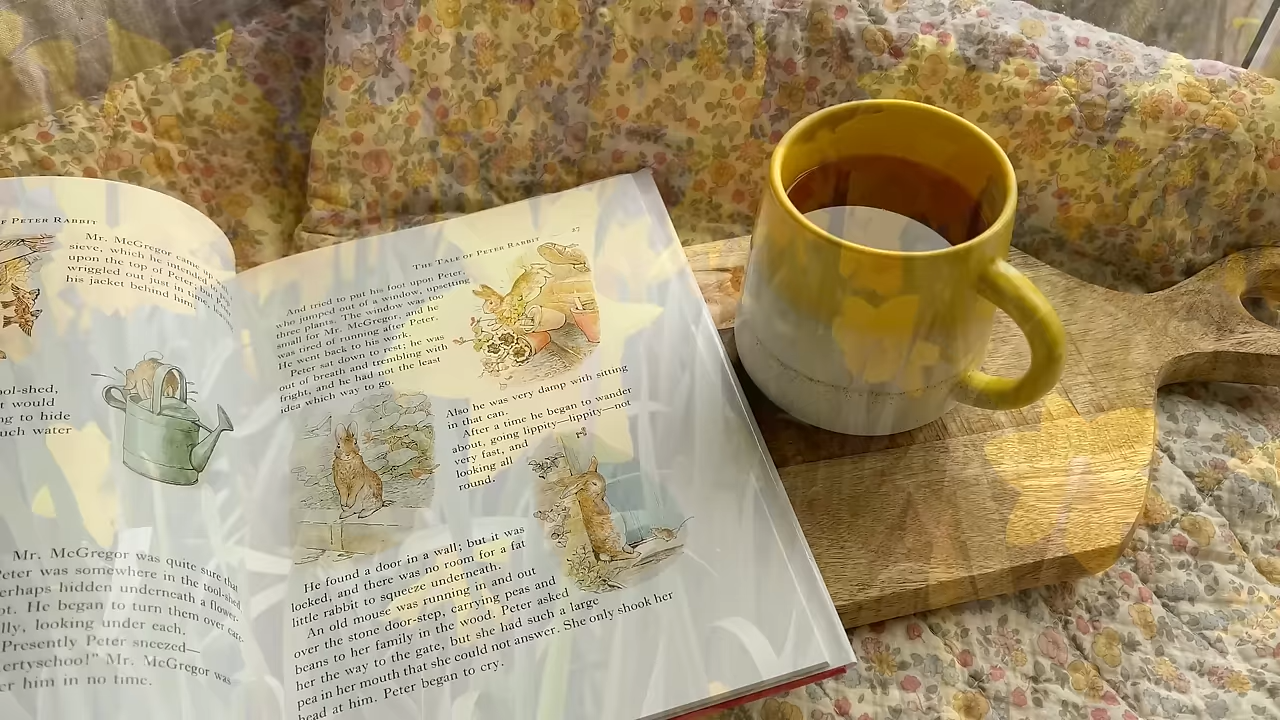 F PETER RABBIT
Mr. McGregor came up
sieve, which he intended
upon the top of Peter; but
wriggled out just in time,
his jacket behind him
ool-shed,
t would
ng to hide
uch water
Mr. McGregor was quite sure that
Peter was somewhere in the tool-shed
erhaps hidden underneath a flower-
ot. He began to turn them over care-
lly, looking under each.
Presently Peter sneezed—
ertyschoo!" Mr. McGregor was
er him in no time.
THE TALE OF PETER RABBIT
37
And tried to put his foot upon Peter,
who jumped out of a window, upsetting
three plants. The window was too
small for Mr. McGregor, and he
was tired of running after Peter.
He went back to his work.
Peter sat down to rest; he was
out of breath and trembling with
fright, and he had not the least
idea which way to go.
Also he was very damp with sitting
in that can.
After a time he began to wander
about, going lippity—lippity—not
very fast, and
looking all
round.
He found a door in a wall; but it was
locked, and there was no room for a fat
little rabbit to squeeze underneath.
An old mouse was running in and out
over the stone door-step, carrying peas and
beans to her family in the wood. Peter asked
her the way to the gate, but she had such a large
pea in her mouth that she could not answer. She only shook her
head at him. Peter began to cry.